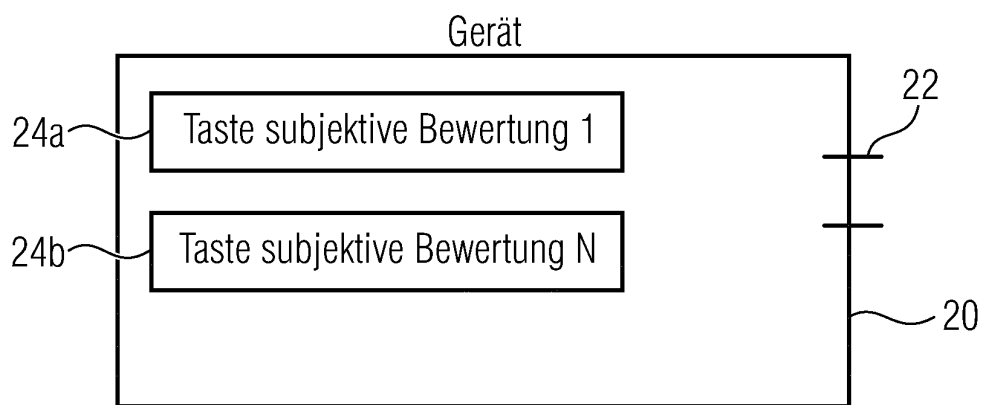 Gerät
22
24a
Taste subjektive Bewertung 1
24b
Taste subjektive Bewertung N
20